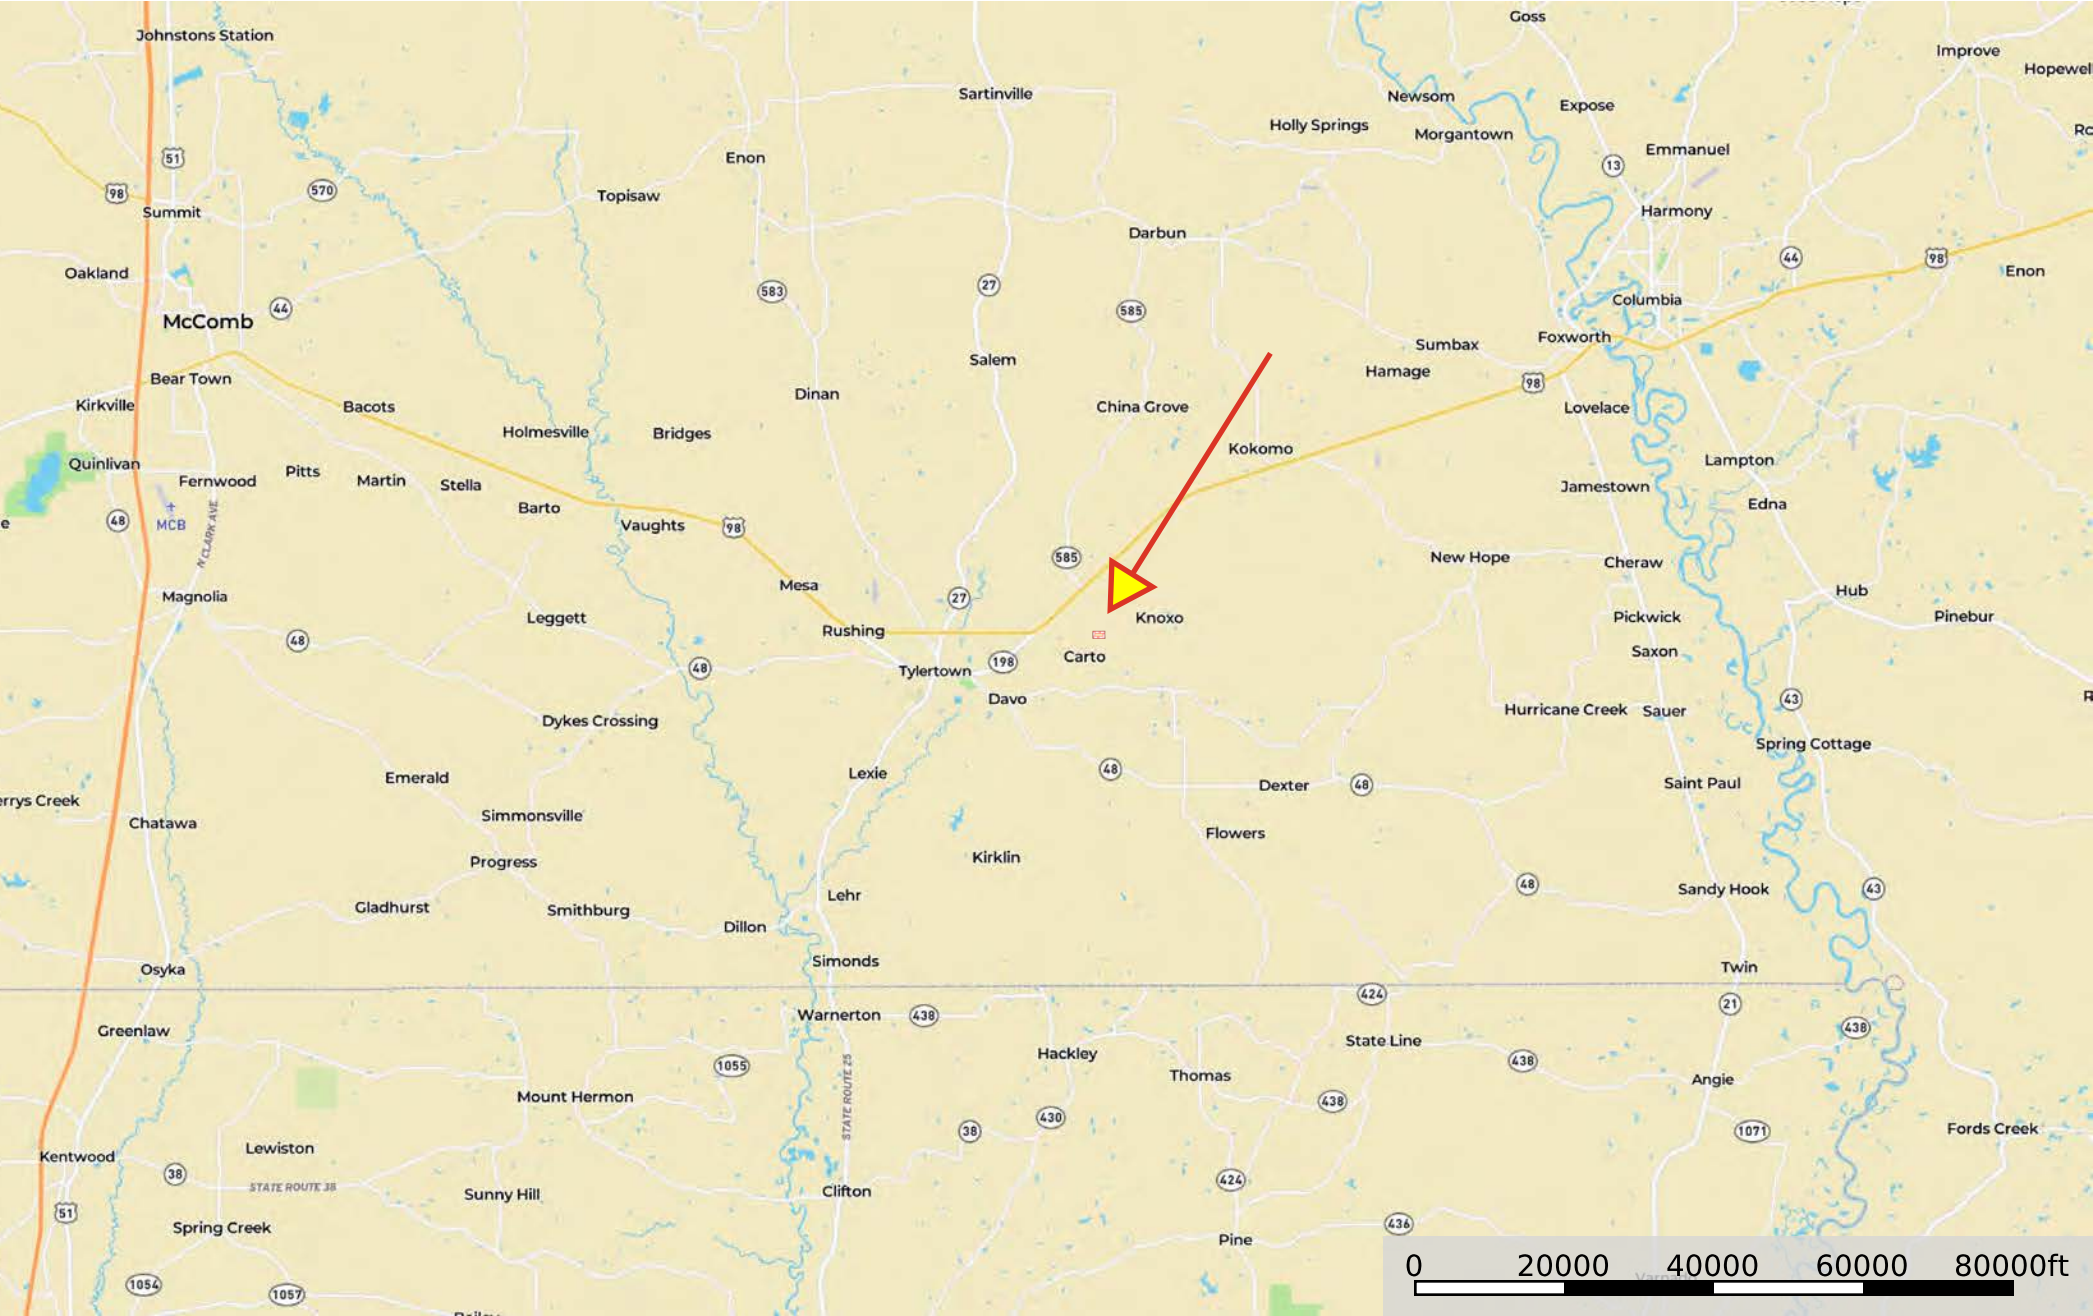 Goss
Johnstons Station
Improve
Hopewell
Sartinville
Newsom
Expose
Holly Springs
Morgantown
Emmanuel
51
Enon
13
98
570
Topisaw
Summit
Harmony
Darbun
44
98
Oakland
Enon
583
27
585
Columbia
44
McComb
Foxworth
Sumbax
Salem
Hamage
98
Bear Town
Dinan
Kirkville
Bacots
China Grove
Lovelace
Holmesville
Bridges
Kokomo
Quinlivan
Lampton
Pitts
Martin
Stella
Fernwood
Jamestown
Barto
Edna
48
MCB
Vaughts
98
N CLARK AVE
585
New Hope
Cheraw
Mesa
Hub
Magnolia
27
Leggett
Knoxo
Pickwick
Pinebur
Rushing
48
Saxon
Carto
198
48
Tylertown
Davo
43
Hurricane Creek
Sauer
Dykes Crossing
Spring Cottage
48
Lexie
Emerald
Dexter
48
Saint Paul
errys Creek
Simmonsville
Chatawa
Flowers
Kirklin
Progress
48
Sandy Hook
43
Lehr
Gladhurst
Smithburg
Dillon
Simonds
Twin
Osyka
424
21
Warnerton
438
438
Greenlaw
State Line
Hackley
438
1055
Thomas
Angie
Mount Hermon
438
STATE ROUTE 25
430
38
1071
Fords Creek
Lewiston
Kentwood
38
424
STATE ROUTE 38
Sunny Hill
Clifton
51
Spring Creek
436
Pine
1054
1057
0 20000 40000 60000 80000ft